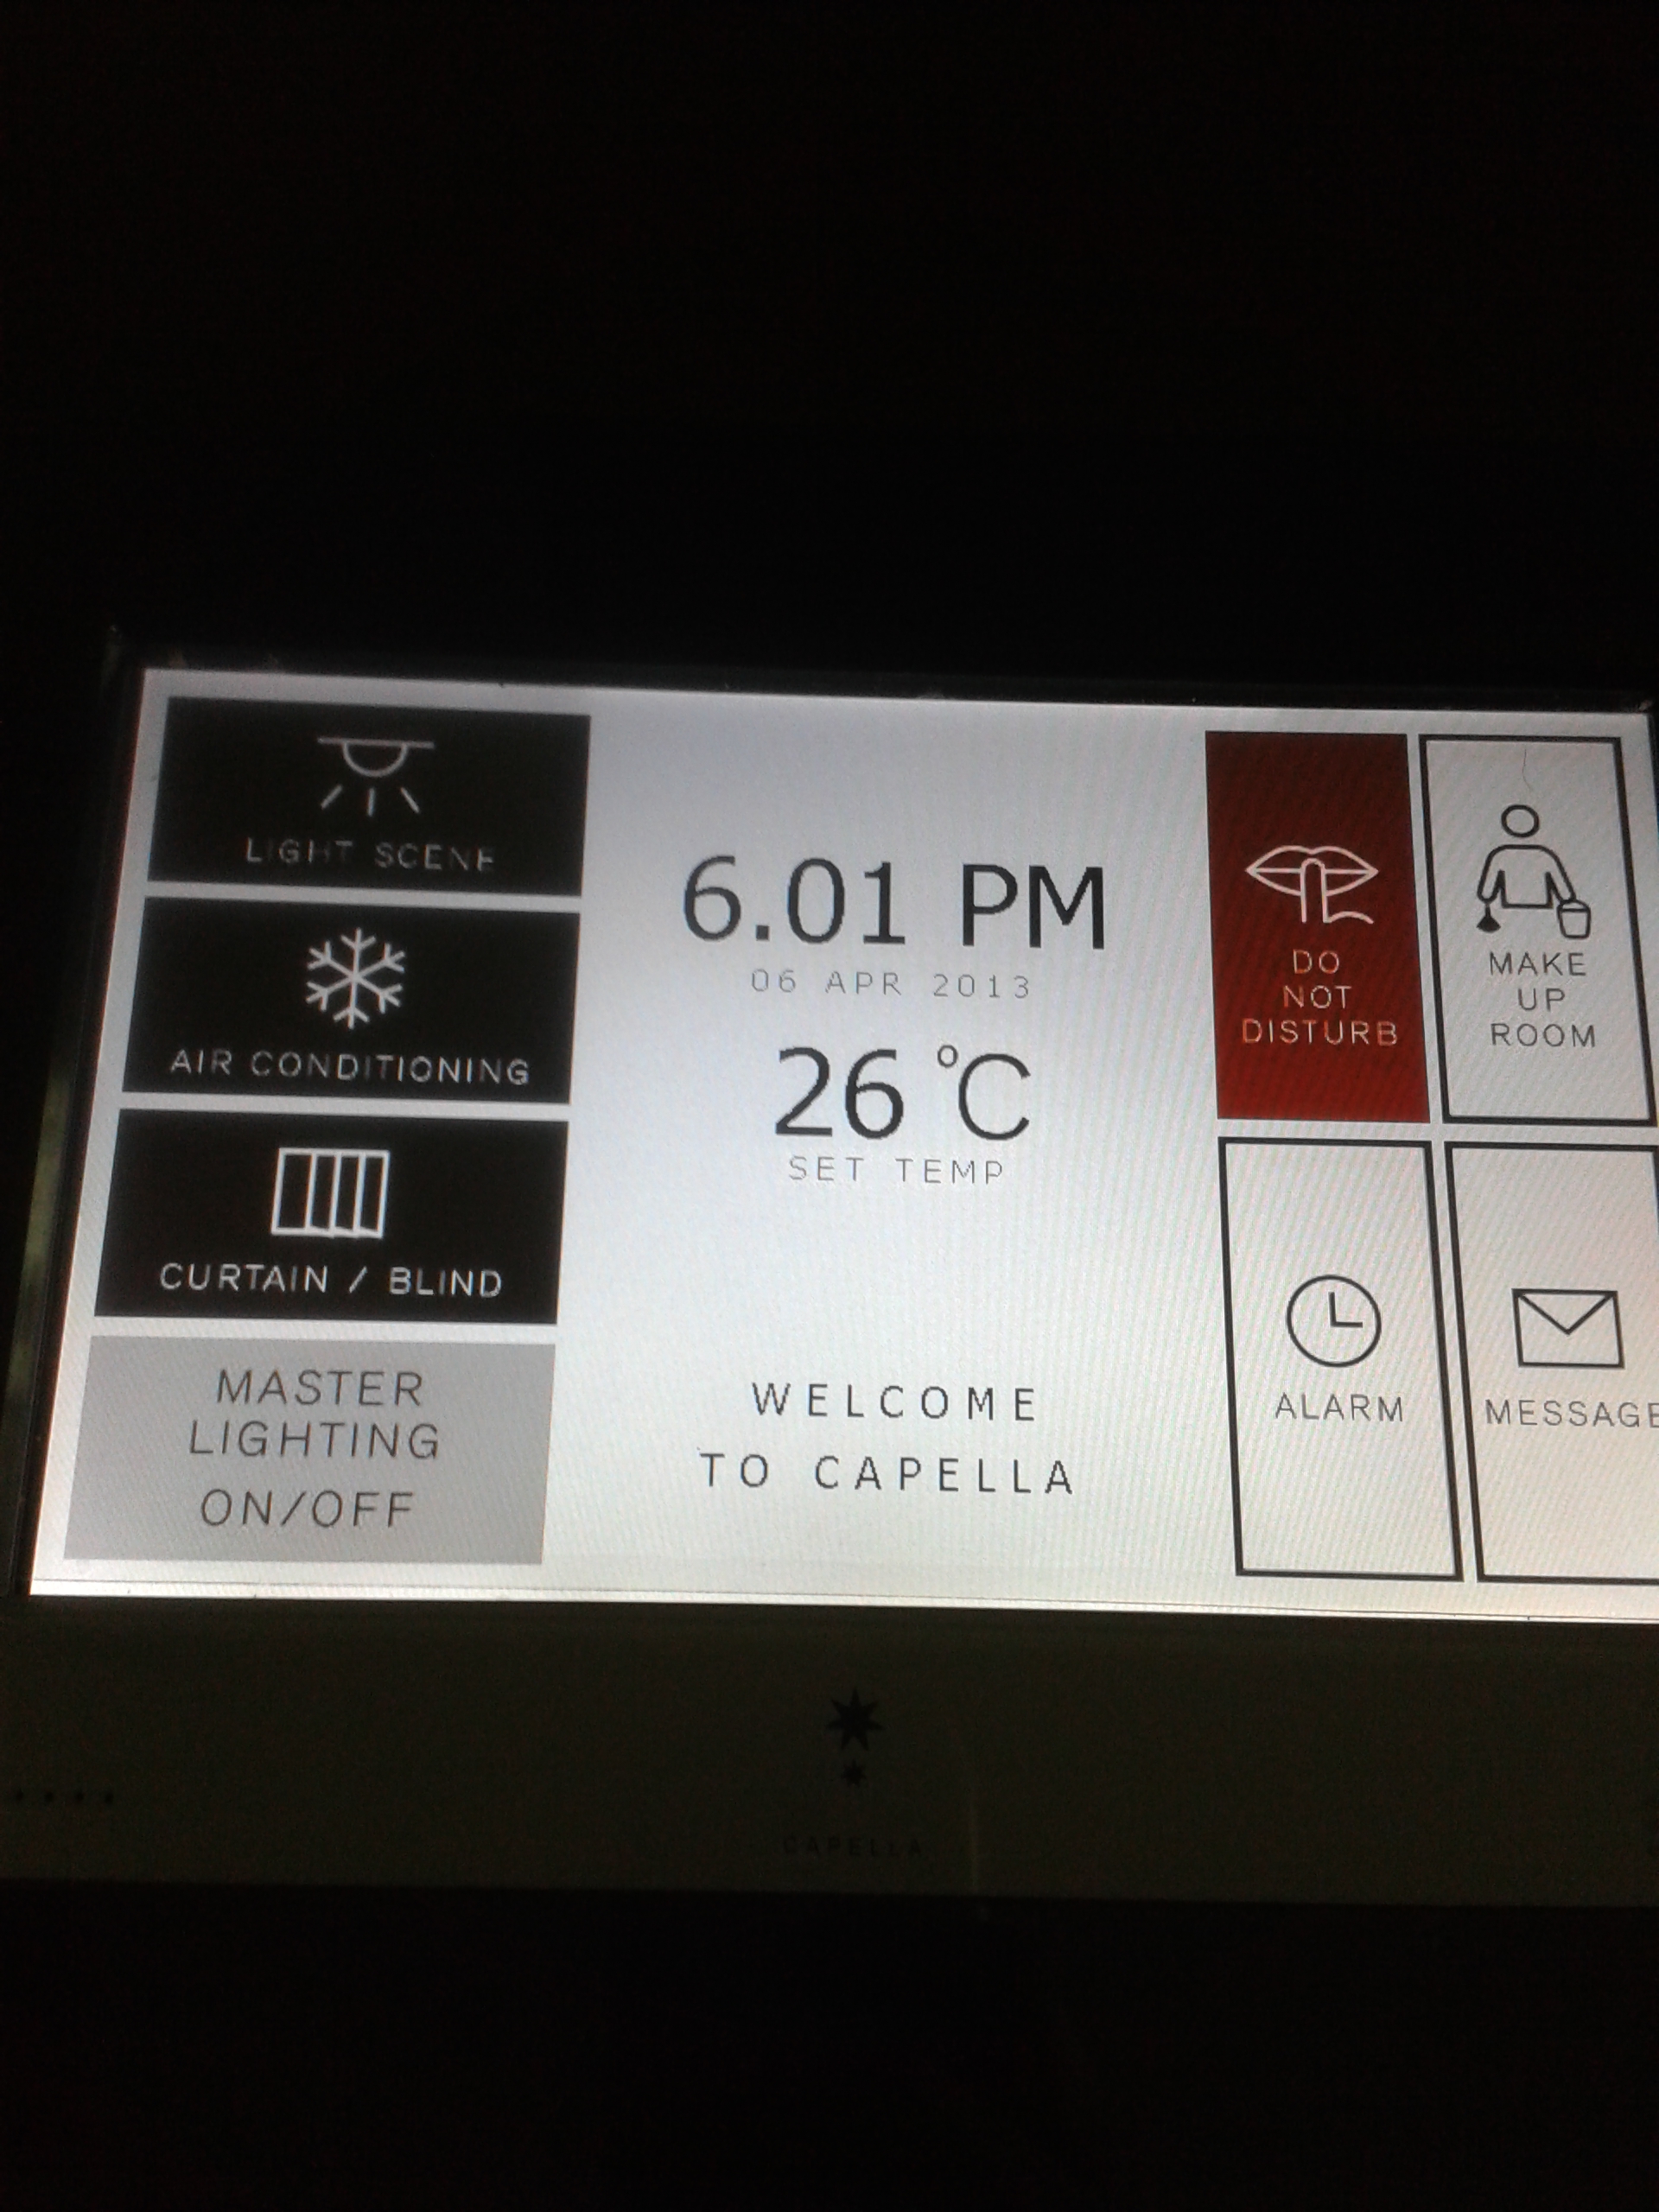 LIGHT SCENE
AIR CONDITIONING
CURTAIN / BLIND
MASTER
LIGHTING
ON/OFF
6.01 PM
06 APR 2013
26 °C
SET TEMP
WELCOME
TO CAPELLA
DO
NOT
DISTURB
MAKE
UP
ROOM
ALARM
MESSAGE
CAPELLA